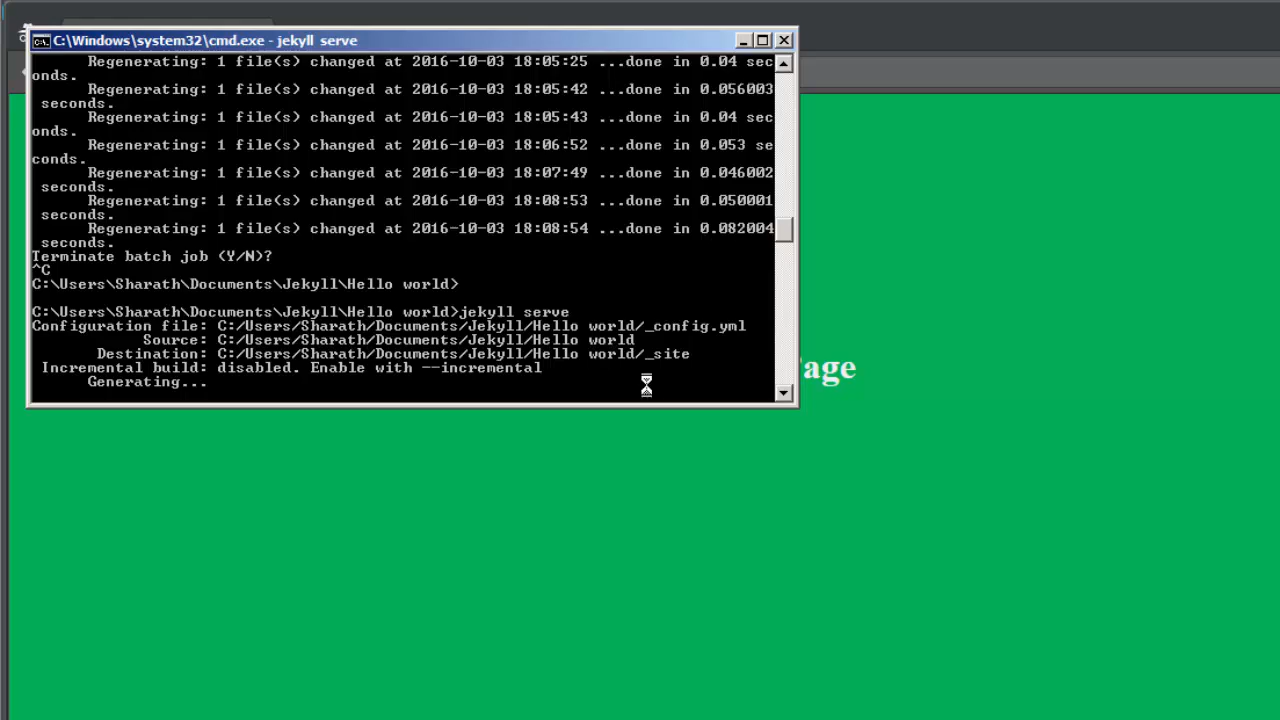 C:\Windows\system32\cmd.exe - jekyll serve
Regenerating: 1 file(s) changed at 2016-10-03 18:05:25 ...done in 0.04 sec
onds.
Regenerating: 1 file(s) changed at 2016-10-03 18:05:42 ...done in 0.056003
seconds.
Regenerating: 1 file(s) changed at 2016-10-03 18:05:43 ...done in 0.04 sec
onds.
Regenerating: 1 file(s) changed at 2016-10-03 18:06:52 ...done in 0.053 se
conds.
Regenerating: 1 file(s) changed at 2016-10-03 18:07:49 ...done in 0.046002
seconds.
Regenerating: 1 file(s) changed at 2016-10-03 18:08:53 ...done in 0.050001
seconds.
Regenerating: 1 file(s) changed at 2016-10-03 18:08:54 ...done in 0.082004
seconds.
Terminate batch job (Y/N)?
^C
C:\Users\Sharath\Documents\Jekyll\Hello world>
C:\Users\Sharath\Documents\Jekyll\Hello world>jekyll serve
Configuration file: C:/Users/Sharath/Documents/Jekyll/Hello world/_config.yml
Source: C:/Users/Sharath/Documents/Jekyll/Hello world
Destination: C:/Users/Sharath/Documents/Jekyll/Hello world/_site
Incremental build: disabled. Enable with --incremental
Generating...
age